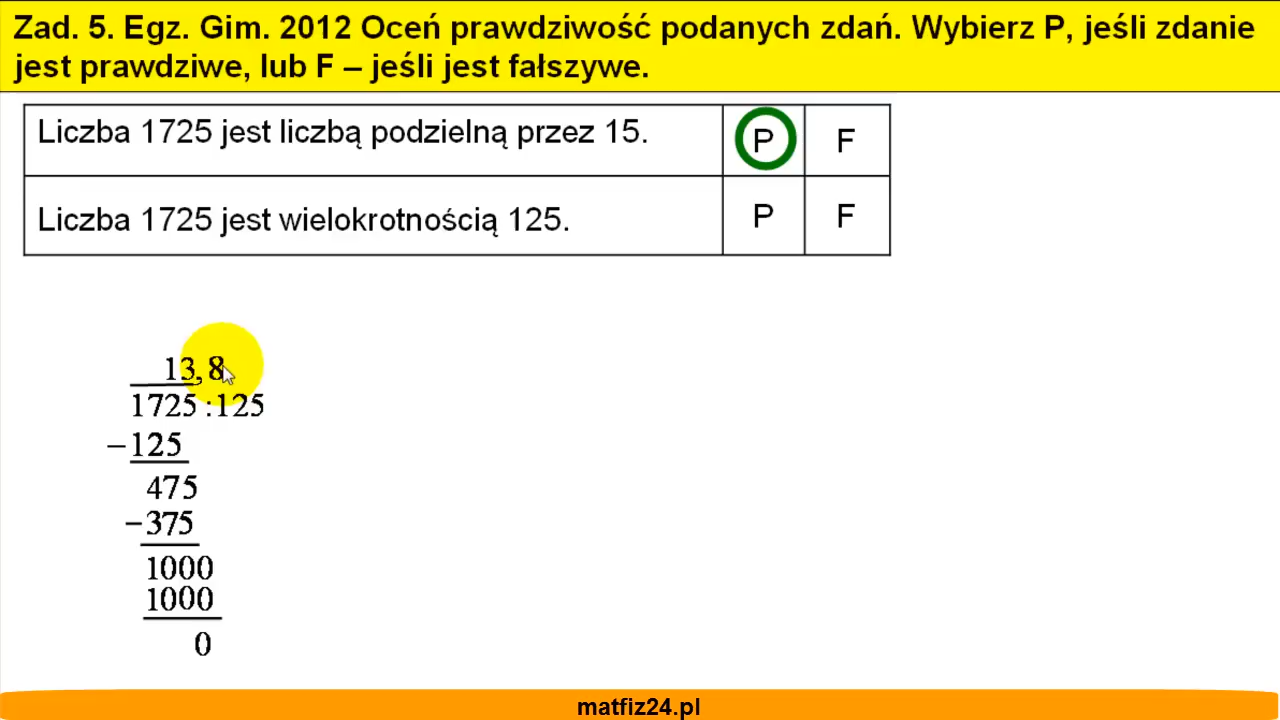 Zad. 5. Egz. Gim. 2012 Oceń prawdziwość podanych zdań. Wybierz P, jeśli zdanie
jest prawdziwe, lub F – jeśli jest fałszywe.
Liczba 1725 jest liczbą podzielną przez 15. P F
Liczba 1725 jest wielokrotnością 125. P F
13,8
1725 :125
−125
475
−375
1000
1000
0
matfiz24.pl